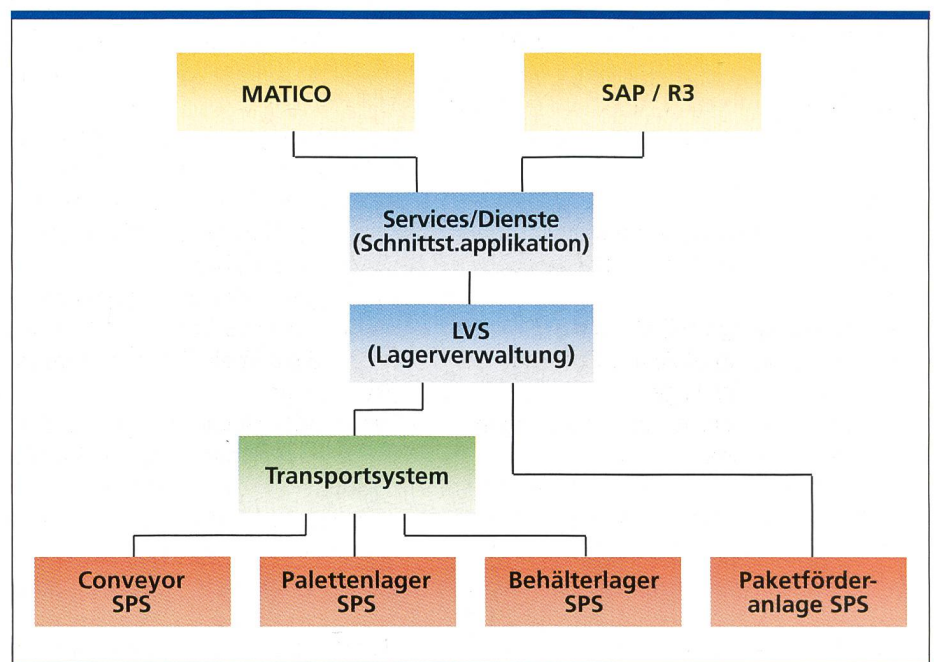 MATICO
SAP / R3
Services/Dienste
(Schnittst.applikation)
LVS
(Lagerverwaltung)
Transportsystem
Conveyor
SPS
Palettenlager
SPS
Behälterlager
SPS
Paketförder-
anlage SPS